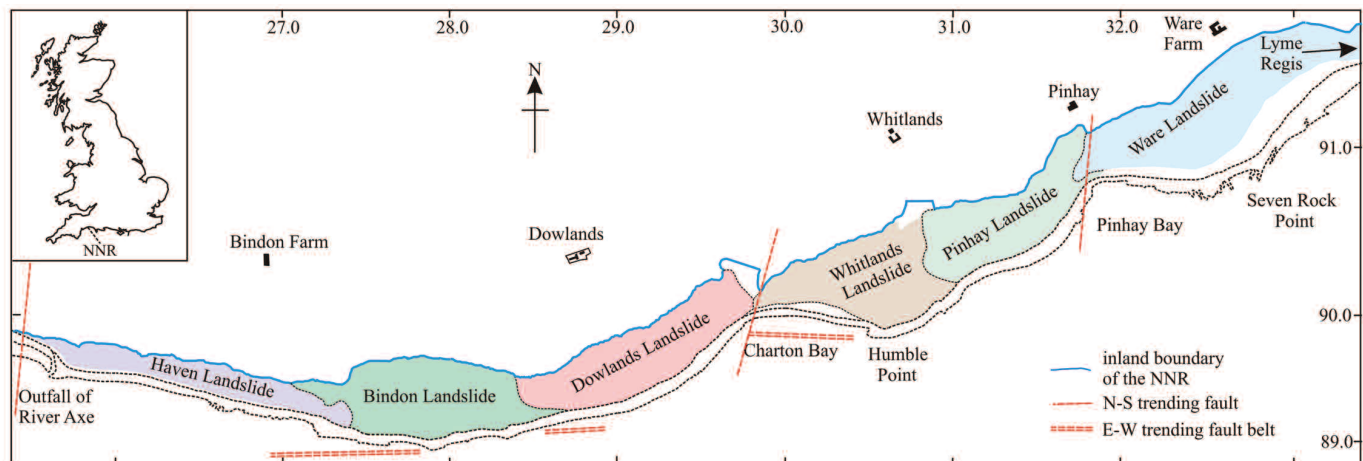 27.0
28.0
29.0
30.0
31.0
32.0
Ware
Farm
Lyme
Regis
N
Pinhay
Whitlands
Ware Landslide
91.0
Pinhay Landslide
Seven Rock
Point
Pinhay Bay
NNR
Bindon Farm
Dowlands
Whitlands
Landslide
90.0
Dowlands Landslide
Charton Bay
Humble
Point
Haven Landslide
Bindon Landslide
Outfall of
River Axe
inland boundary
of the NNR
N-S trending fault
E-W trending fault belt
89.0